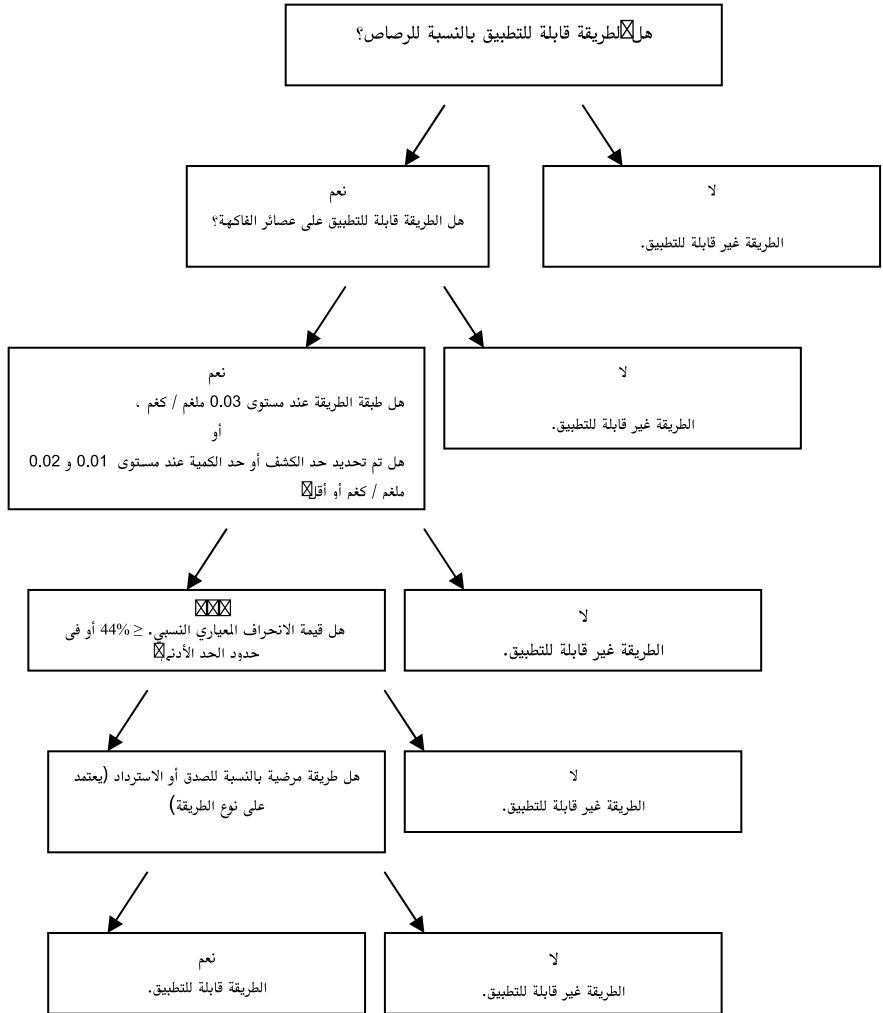 هل الطريقة قابلة للتطبيق بالنسبة للرصاص؟
نعم
هل الطريقة قابلة للتطبيق على عصائر الفاكهة؟
لا
الطريقة غير قابلة للتطبيق.
نعم
هل طبقة الطريقة عند مستوى 0.03 ملغم / كغم ،
أو
هل تم تحديد حد الكشف أو حد الكمية عند مستوى 0.01 و 0.02
ملغم / كغم أو أقل
لا
الطريقة غير قابلة للتطبيق.
هل قيمة الانحراف المعياري النسبي. ≤ 44% أو فى
حدود الحد الأدنى
لا
الطريقة غير قابلة للتطبيق.
هل طريقة مرضية بالنسبة للصدق أو الاسترداد (يعتمد
على نوع الطريقة)
لا
الطريقة غير قابلة للتطبيق.
نعم
الطريقة قابلة للتطبيق.
لا
الطريقة غير قابلة للتطبيق.